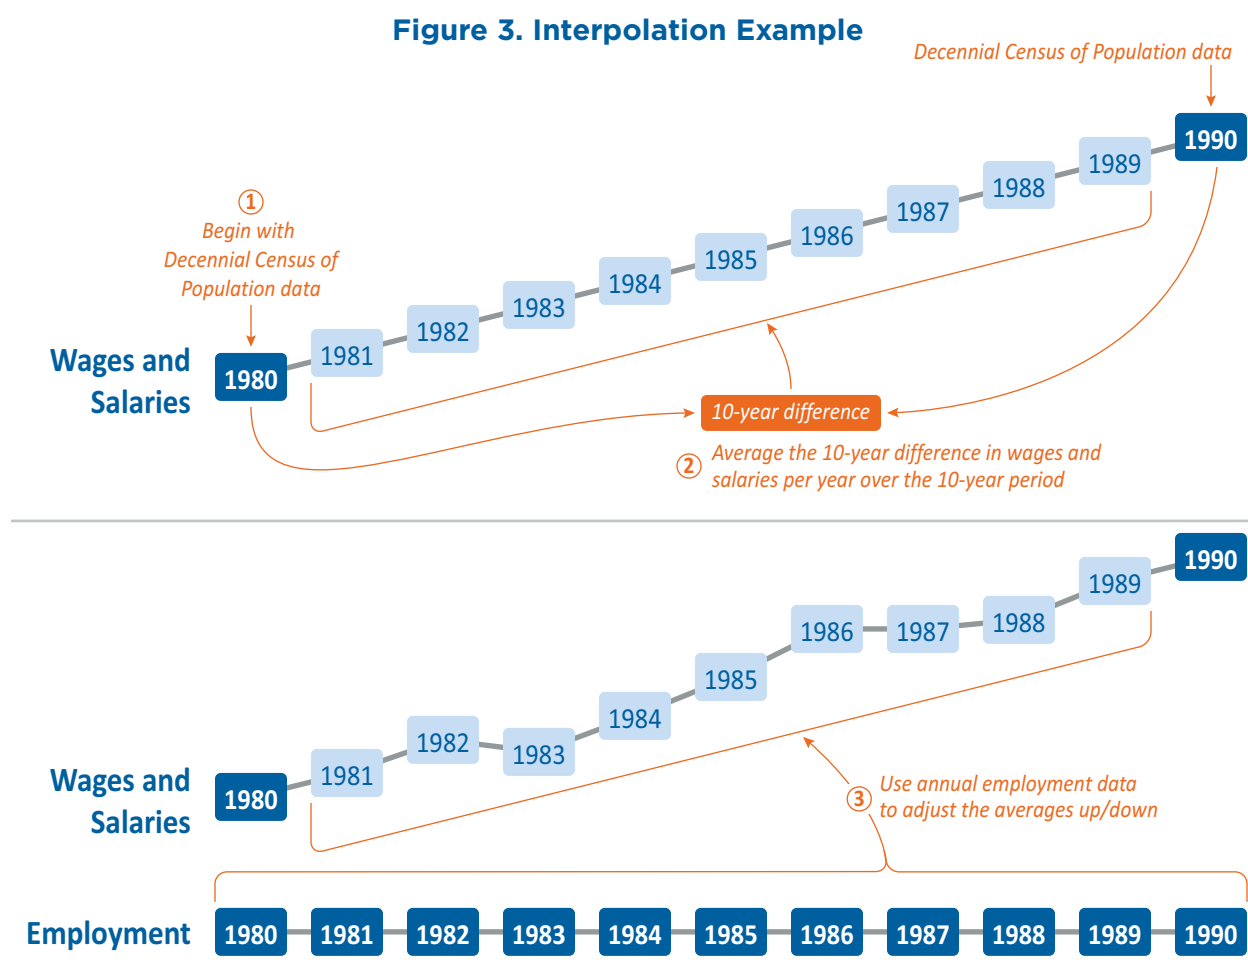 Figure 3. Interpolation Example
Decennial Census of Population data
1990
1989
1988
1987
1986
1985
1984
1983
1982
1981
1980
①
Begin with
Decennial Census of
Population data
Wages and
Salaries
10-year difference
② Average the 10-year difference in wages and
salaries per year over the 10-year period
1990
1989
1988
1987
1986
1985
1984
1983
1982
1981
1980
Wages and
Salaries
③ Use annual employment data
to adjust the averages up/down
Employment 1980 1981 1982 1983 1984 1985 1986 1987 1988 1989 1990